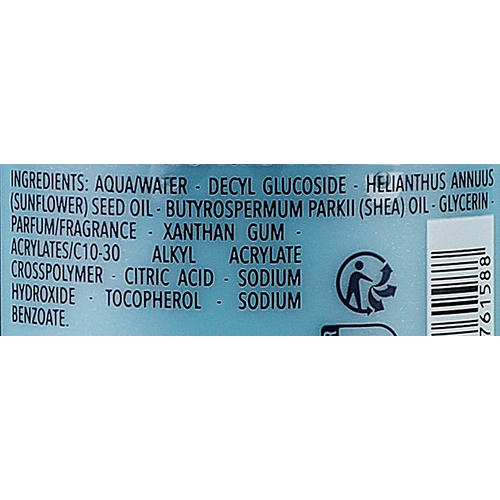 INGREDIENTS: AQUA/WATER - DECYL GLUCOSIDE - HELIANTHUS ANNUUS
(SUNFLOWER) SEED OIL - BUTYROSPERMUM PARKII (SHEA) OIL - GLYCERIN -
PARFUM/FRAGRANCE - XANTHAN GUM -
ACRYLATES/C10-30 ALKYL ACRYLATE
CROSSPOLYMER - CITRIC ACID - SODIUM
HYDROXIDE - TOCOPHEROL - SODIUM
BENZOATE.
761588